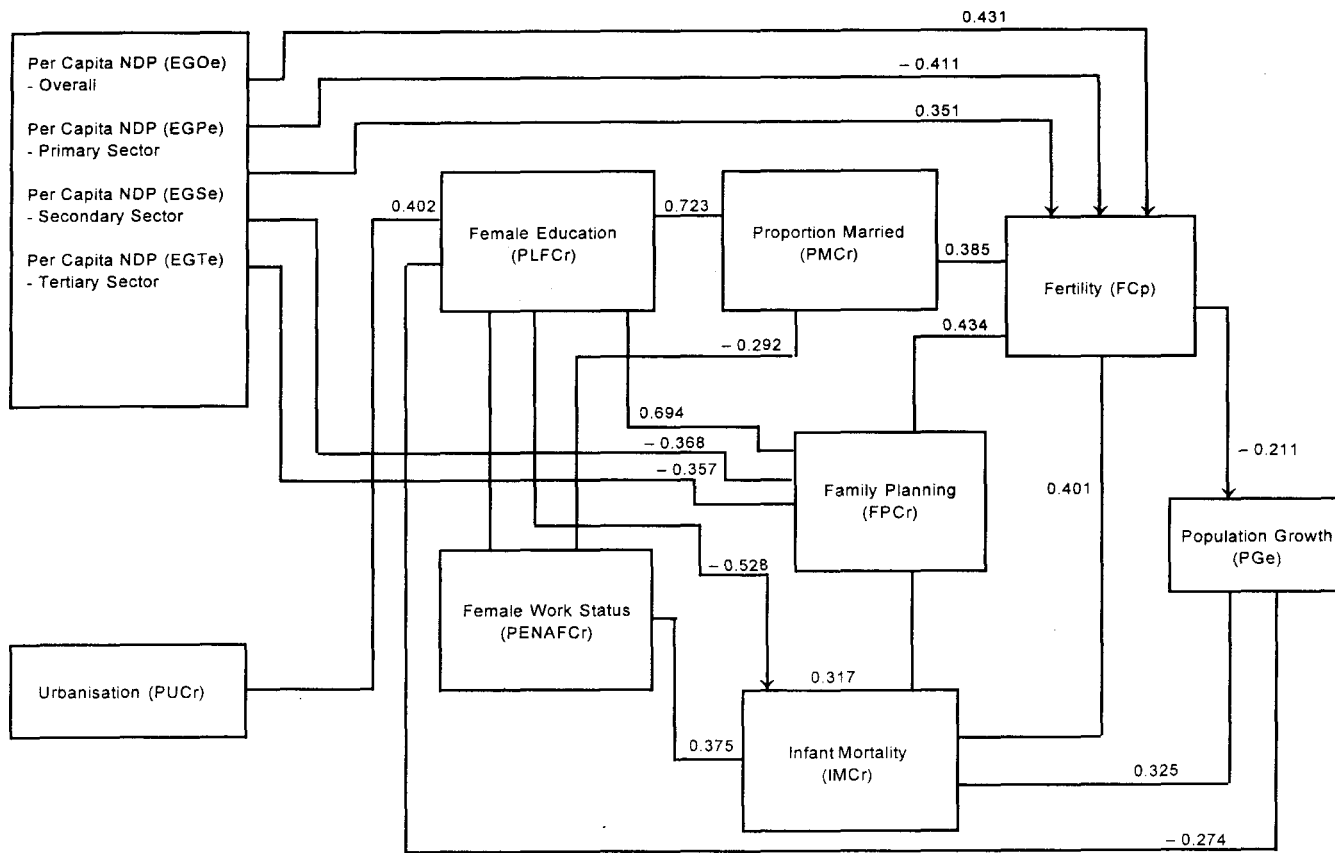 0.431
Per Capita NDP (EGOe)
- Overall
- 0.411
Per Capita NDP (EGPe)
- Primary Sector
0.351
Per Capita NDP (EGSe)
- Secondary Sector
Per Capita NDP (EGTe)
- Tertiary Sector
0.402
Female Education
(PLFCr)
0.723
Proportion Married
(PMCr)
0.385
Fertility (FCp)
0.434
- 0.292
0.694
- 0.368
- 0.357
Family Planning
(FPCr)
0.401
- 0.211
Population Growth
(PGe)
- 0.528
Female Work Status
(PENAFCr)
Urbanisation (PUCr)
0.317
0.375
Infant Mortality
(IMCr)
0.325
- 0.274